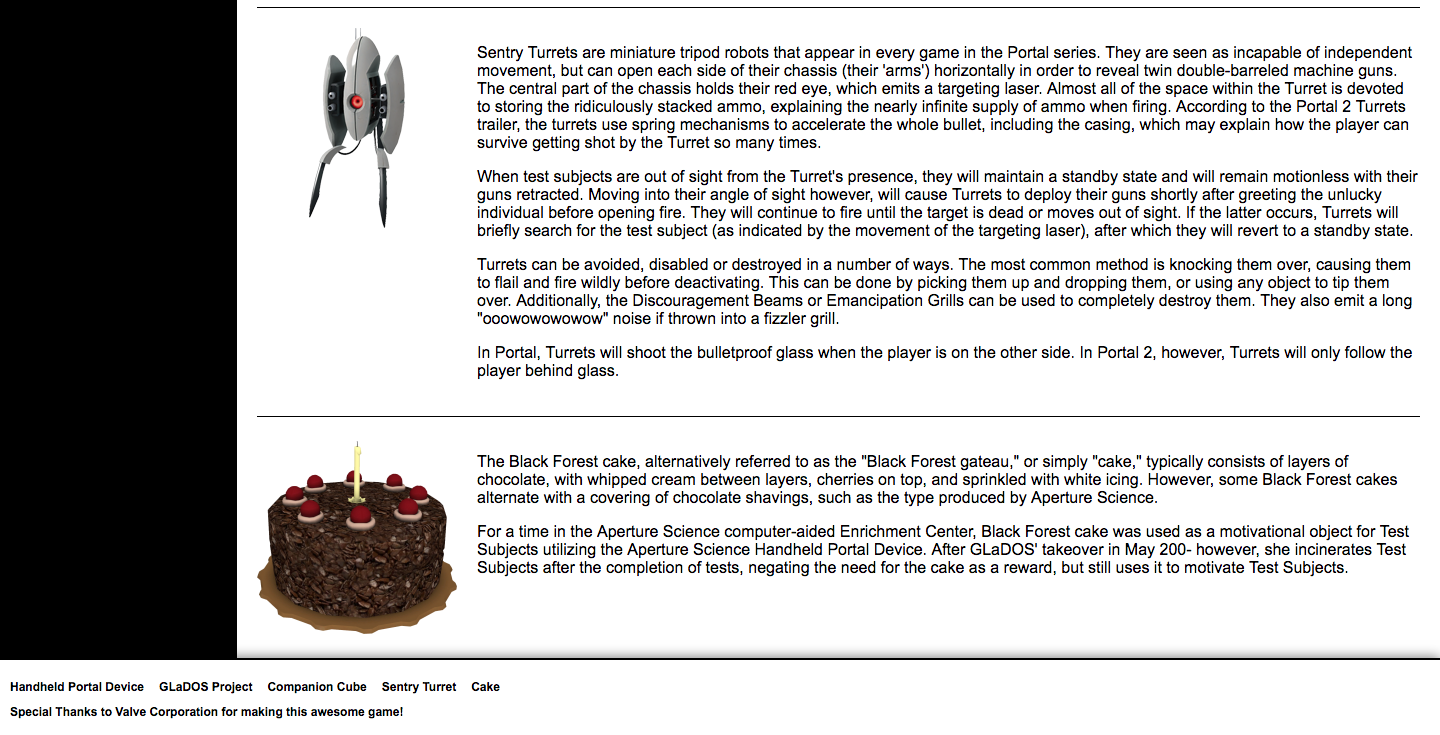 Sentry Turrets are miniature tripod robots that appear in every game in the Portal series. They are seen as incapable of independent
movement, but can open each side of their chassis (their 'arms') horizontally in order to reveal twin double-barreled machine guns.
The central part of the chassis holds their red eye, which emits a targeting laser. Almost all of the space within the Turret is devoted
to storing the ridiculously stacked ammo, explaining the nearly infinite supply of ammo when firing. According to the Portal 2 Turrets
trailer, the turrets use spring mechanisms to accelerate the whole bullet, including the casing, which may explain how the player can
survive getting shot by the Turret so many times.
When test subjects are out of sight from the Turret's presence, they will maintain a standby state and will remain motionless with their
guns retracted. Moving into their angle of sight however, will cause Turrets to deploy their guns shortly after greeting the unlucky
individual before opening fire. They will continue to fire until the target is dead or moves out of sight. If the latter occurs, Turrets will
briefly search for the test subject (as indicated by the movement of the targeting laser), after which they will revert to a standby state.
Turrets can be avoided, disabled or destroyed in a number of ways. The most common method is knocking them over, causing them
to flail and fire wildly before deactivating. This can be done by picking them up and dropping them, or using any object to tip them
over. Additionally, the Discouragement Beams or Emancipation Grills can be used to completely destroy them. They also emit a long
"ooowowowowow" noise if thrown into a fizzler grill.
In Portal, Turrets will shoot the bulletproof glass when the player is on the other side. In Portal 2, however, Turrets will only follow the
player behind glass.
The Black Forest cake, alternatively referred to as the "Black Forest gateau," or simply "cake," typically consists of layers of
chocolate, with whipped cream between layers, cherries on top, and sprinkled with white icing. However, some Black Forest cakes
alternate with a covering of chocolate shavings, such as the type produced by Aperture Science.
For a time in the Aperture Science computer-aided Enrichment Center, Black Forest cake was used as a motivational object for Test
Subjects utilizing the Aperture Science Handheld Portal Device. After GLaDOS' takeover in May 200- however, she incinerates Test
Subjects after the completion of tests, negating the need for the cake as a reward, but still uses it to motivate Test Subjects.
Handheld Portal Device GLaDOS Project Companion Cube Sentry Turret Cake
Special Thanks to Valve Corporation for making this awesome game!